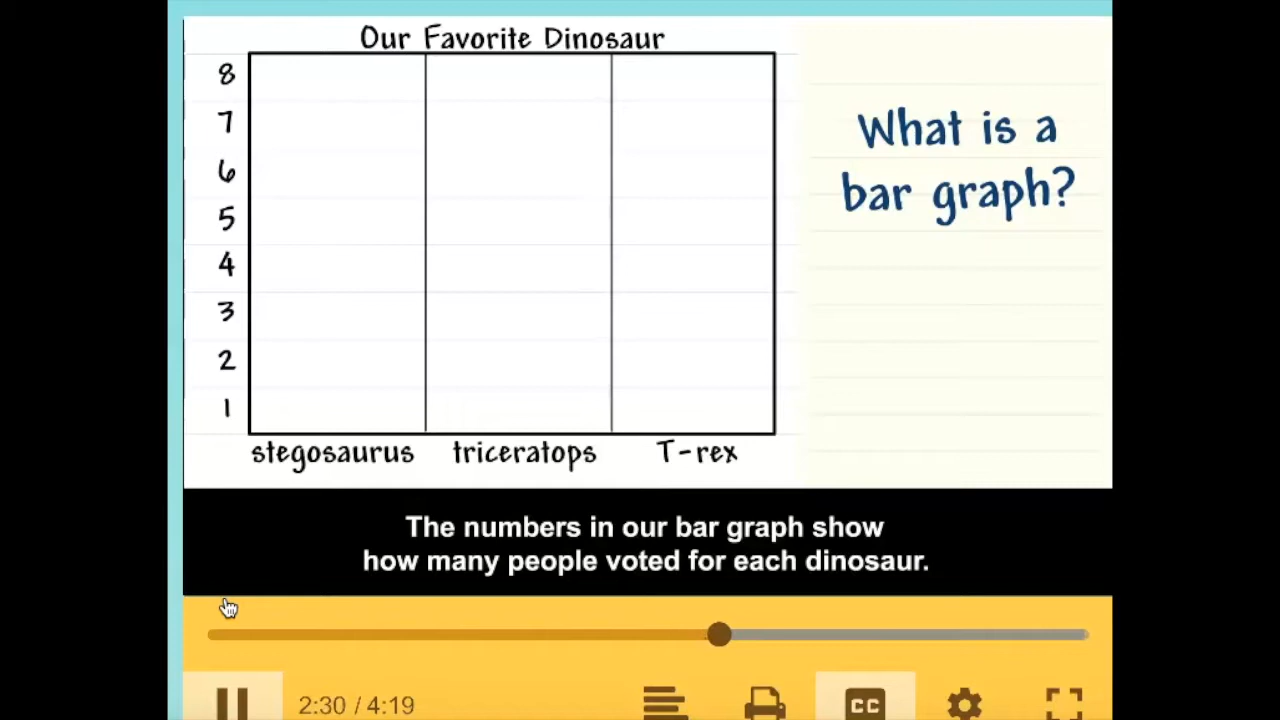 Our Favorite Dinosaur
8
7
6
5
4
3
2
1
stegosaurus triceratops T-rex
What is a
bar graph?
The numbers in our bar graph show
how many people voted for each dinosaur.
2:30 / 4:19
CC